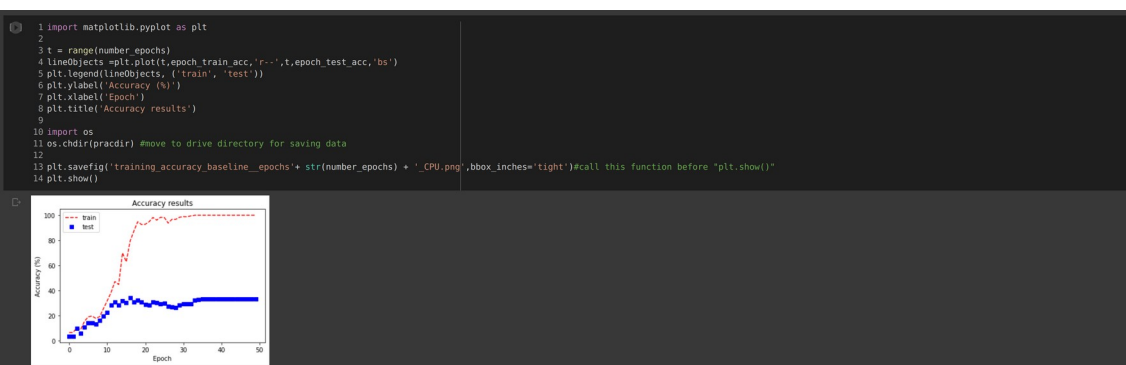 1 import matplotlib.pyplot as plt
2
3 t = range(number_epochs)
4 lineObjects =plt.plot(t,epoch_train_acc,'r--',t,epoch_test_acc,'bs')
5 plt.legend(lineObjects, ('train', 'test'))
6 plt.ylabel('Accuracy (%)')
7 plt.xlabel('Epoch')
8 plt.title('Accuracy results')
9
10 import os
11 os.chdir(pracdir) #move to drive directory for saving data
12
13 plt.savefig('training_accuracy_baseline__epochs'+ str(number_epochs) + '_CPU.png',bbox_inches='tight')#call this function before "plt.show()"
14 plt.show()
Accuracy results
train
test
100
80
60
40
20
0
Accuracy (%)
0 10 20 30 40 50
Epoch